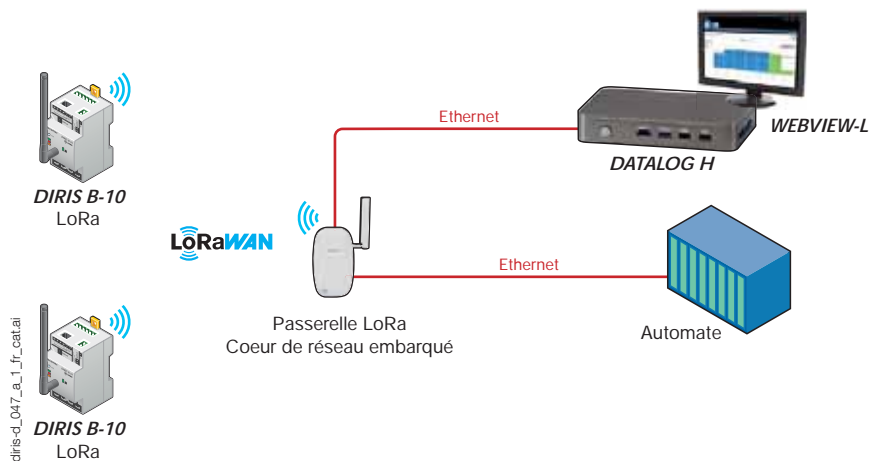 DIRIS B-10
LoRa
DIRIS B-10
LoRa
diris-d_047_a_1_fr_cat.ai
LoRaWAN
Passerelle LoRa
Coeur de réseau embarqué
Ethernet
Ethernet
DATALOG H
WEBVIEW-L
Automate